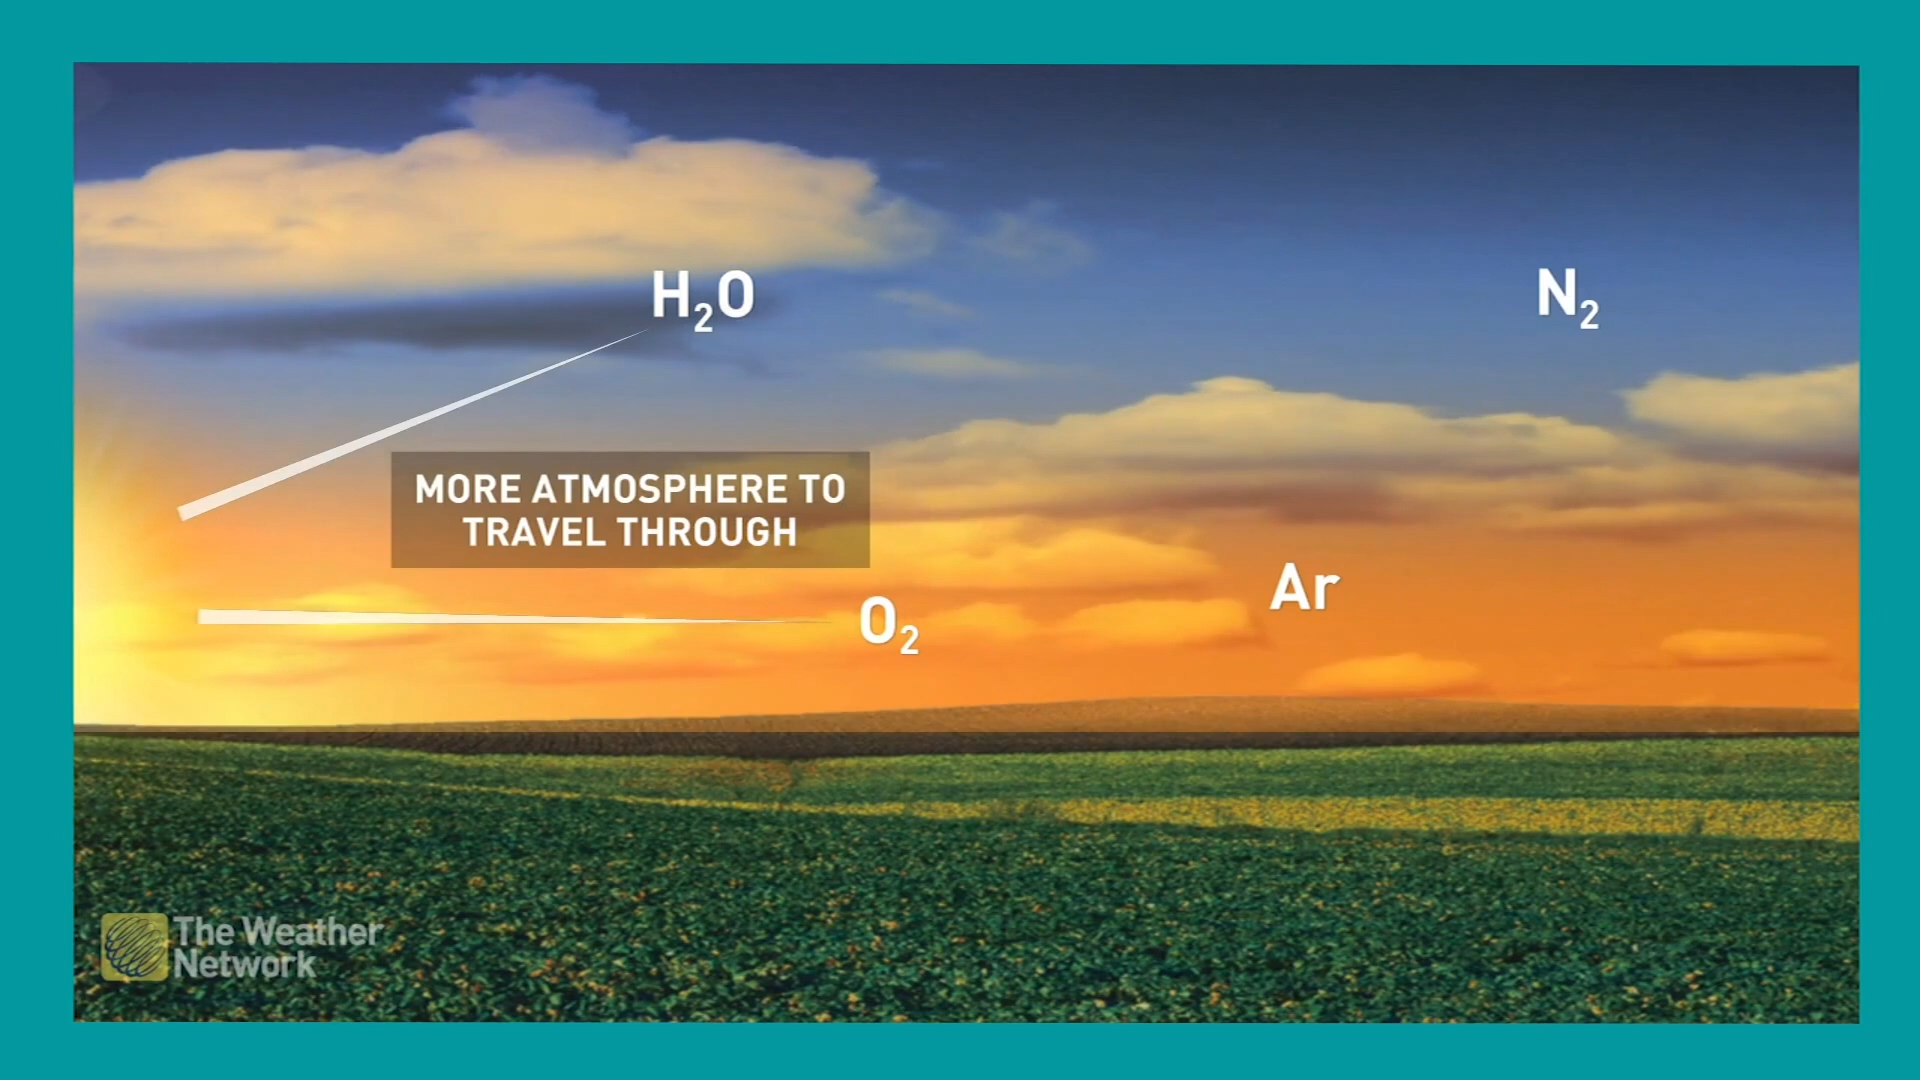 H₂O
N₂
MORE ATMOSPHERE TO
TRAVEL THROUGH
Ar
O₂
The Weather
Network